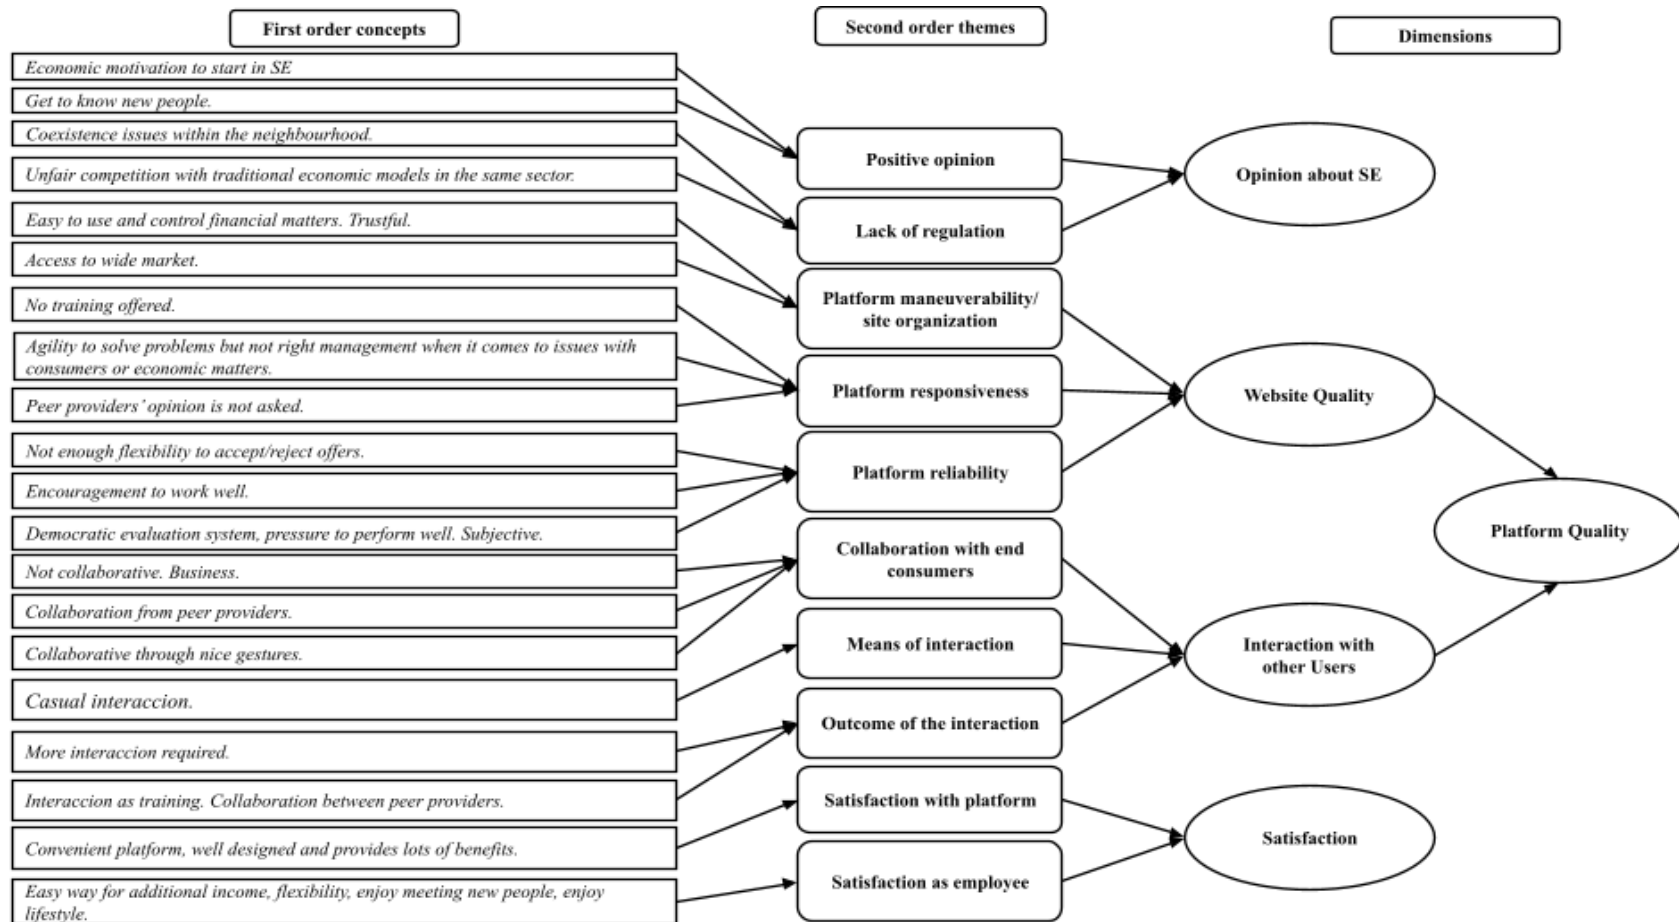 First order concepts
Second order themes
Dimensions
Economic motivation to start in SE
Get to know new people.
Coexistence issues within the neighbourhood.
Unfair competition with traditional economic models in the same sector.
Easy to use and control financial matters. Trustful.
Access to wide market.
No training offered.
Agility to solve problems but not right management when it comes to issues with
consumers or economic matters.
Peer providers' opinion is not asked.
Not enough flexibility to accept/reject offers.
Encouragement to work well.
Democratic evaluation system, pressure to perform well. Subjective.
Not collaborative. Business.
Collaboration from peer providers.
Collaborative through nice gestures.
Casual interaccion.
More interaccion required.
Interaccion as training. Collaboration between peer providers.
Convenient platform, well designed and provides lots of benefits.
Easy way for additional income, flexibility, enjoy meeting new people, enjoy
lifestyle.
Positive opinion
Lack of regulation
Platform maneuverability/
site organization
Platform responsiveness
Platform reliability
Collaboration with end
consumers
Means of interaction
Outcome of the interaction
Satisfaction with platform
Satisfaction as employee
Opinion about SE
Website Quality
Interaction with
other Users
Satisfaction
Platform Quality